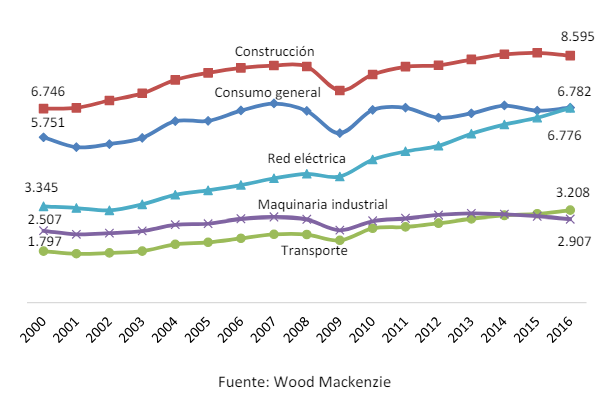 8.595
Construcción
6.746
Consumo general
6.782
5.751
6.776
Red eléctrica
3.345
3.208
Maquinaria industrial
2.507
1.797
2.907
Transporte
2000 2001 2002 2003 2004 2005 2006 2007 2008 2009 2010 2011 2012 2013 2014 2015 2016
Fuente: Wood Mackenzie